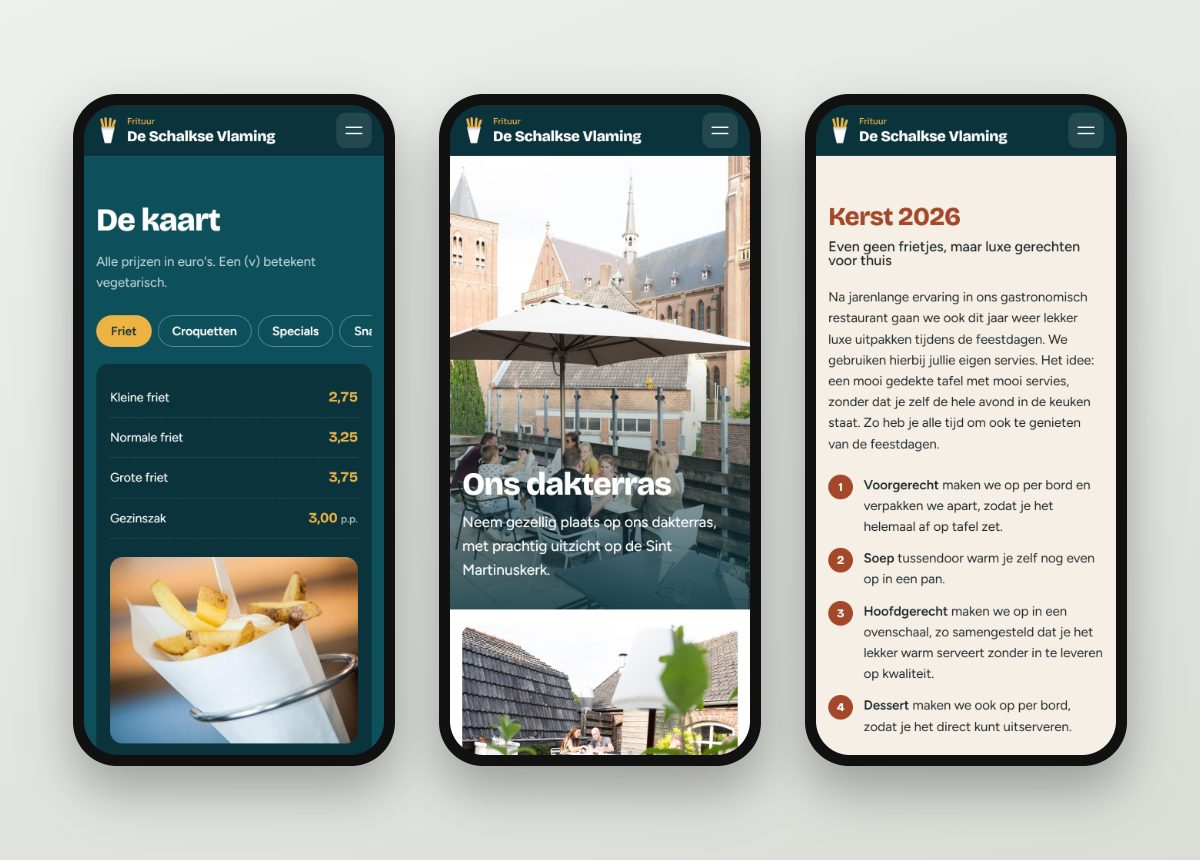 Frituur
De Schalkse Vlaming
De kaart
Alle prijzen in euro's. Een (v) betekent
vegetarisch.
Friet
Croquetten
Specials
Sna
Kleine friet 2,75
Normale friet 3,25
Grote friet 3,75
Gezinszak 3,00 p.p.
Frituur
De Schalkse Vlaming
Ons dakterras
Neem gezellig plaats op ons dakterras,
met prachtig uitzicht op de Sint
Martinuskerk.
Frituur
De Schalkse Vlaming
Kerst 2026
Even geen frietjes, maar luxe gerechten
voor thuis
Na jarenlange ervaring in ons gastronomisch
restaurant gaan we ook dit jaar weer lekker
luxe uitpakken tijdens de feestdagen. We
gebruiken hierbij jullie eigen servies. Het idee:
een mooi gedekte tafel met mooi servies,
zonder dat je zelf de hele avond in de keuken
staat. Zo heb je alle tijd om ook te genieten
van de feestdagen.
1 Voorgerecht maken we op per bord en
verpakken we apart, zodat je het
helemaal af op tafel zet.
2 Soep tussendoor warm je zelf nog even
op in een pan.
3 Hoofdgerecht maken we op in een
ovenschaal, zo samengesteld dat je het
lekker warm serveert zonder in te leveren
op kwaliteit.
4 Dessert maken we ook op per bord,
zodat je het direct kunt uitserveren.